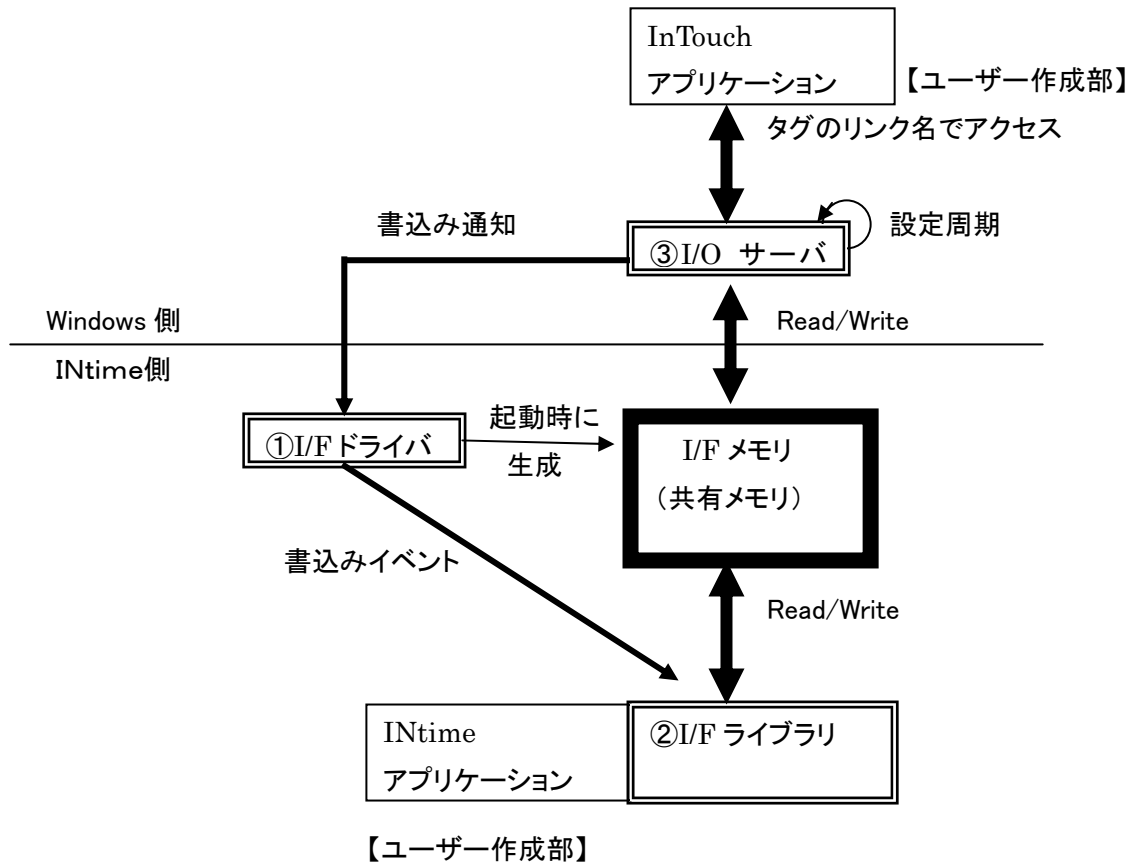 InTouch
アプリケーション
【ユーザー作成部】
タグのリンク名でアクセス
書込み通知
設定周期
③I/O サーバ
Windows 側
Read/Write
INtime側
①I/F ドライバ
起動時に
生成
I/F メモリ
（共有メモリ）
書込みイベント
Read/Write
INtime
アプリケーション
②I/F ライブラリ
【ユーザー作成部】